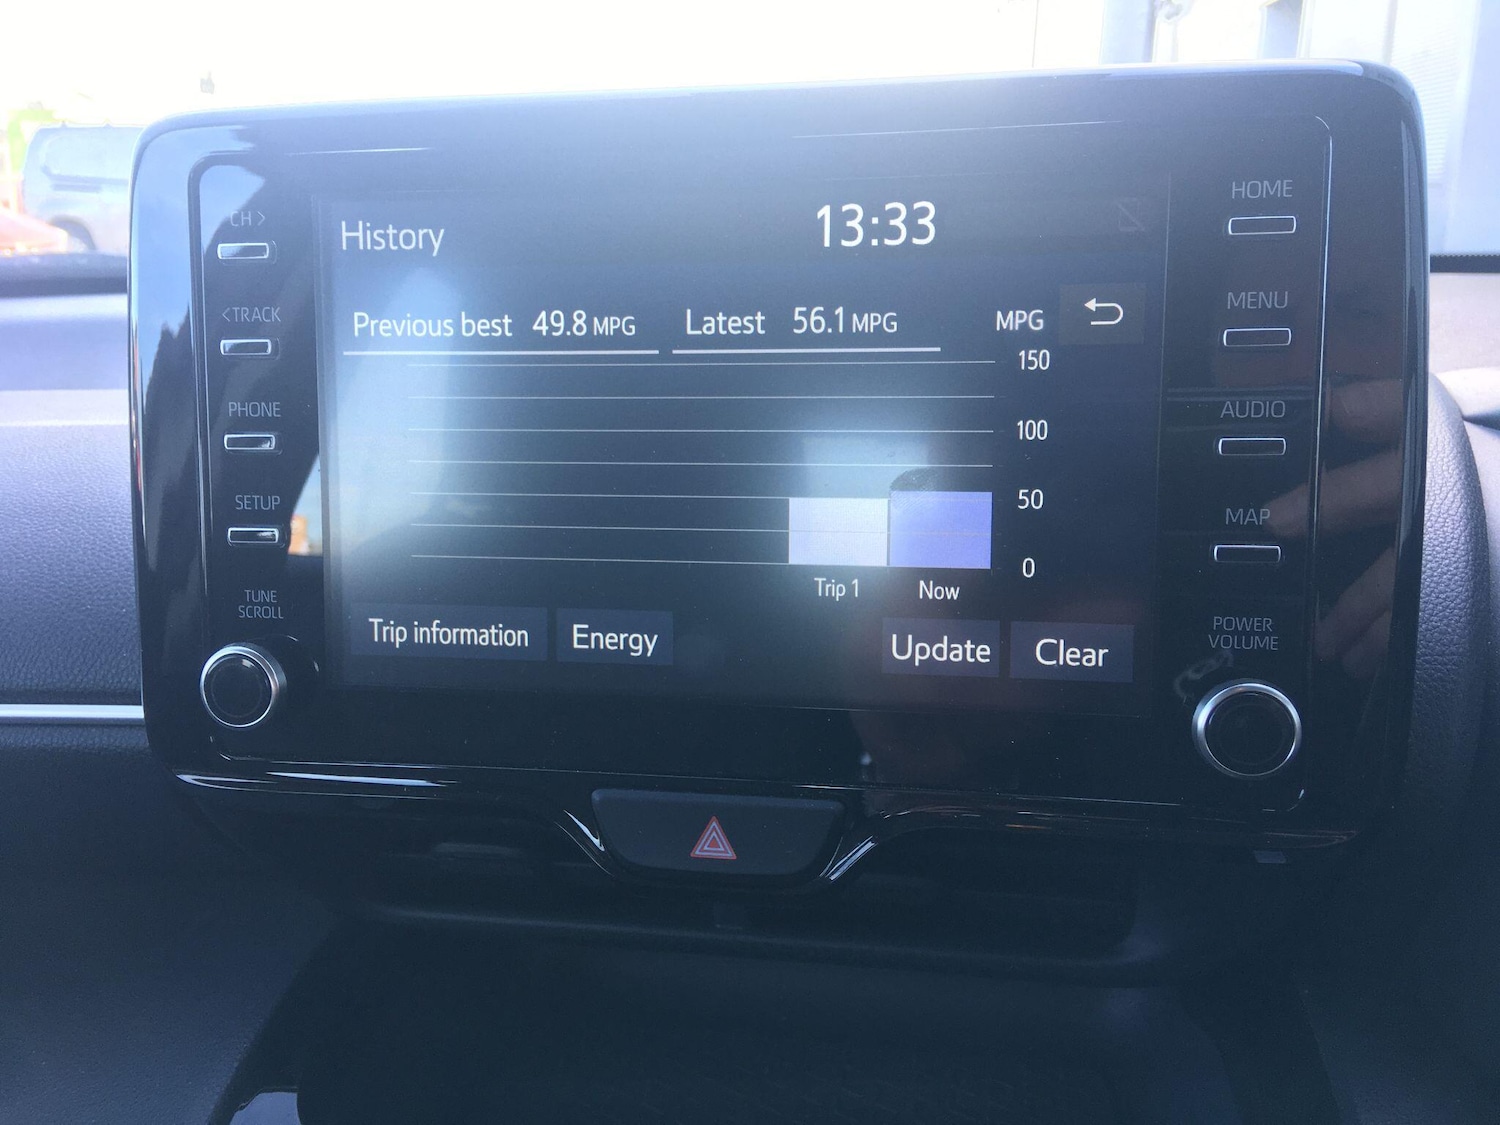 History
13:33
Previous best 49.8 MPG
Latest 56.1 MPG
MPG
150
100
50
0
Trip 1
Now
Trip information
Energy
Update
Clear
CH >
< TRACK
PHONE
SETUP
TUNE
SCROLL
HOME
MENU
AUDIO
MAP
POWER
VOLUME